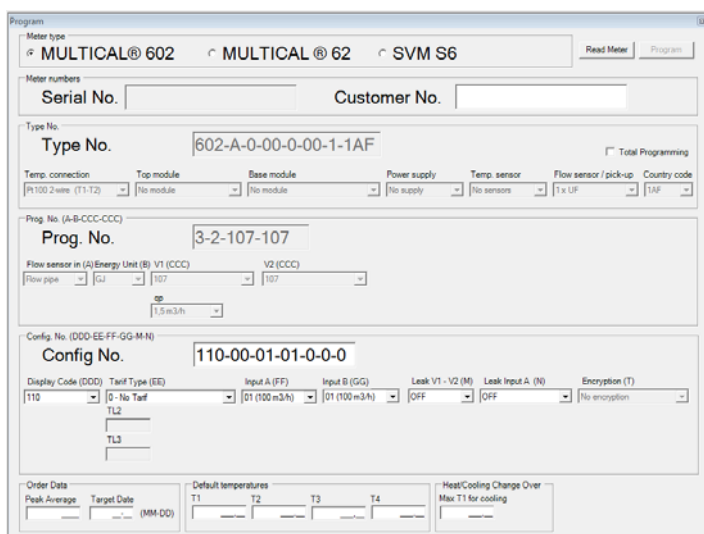 Program
Meter type
MULTICAL® 602 MULTICAL ® 62 SVM S6
Read Meter Program
Meter numbers
Serial No. Customer No.
Type No.
Type No. 602-A-0-00-0-00-1-1AF
Total Programming
Temp. connection Top module Base module Power supply Temp. sensor Flow sensor / pick-up Country code
Pt100 2-wire (T1-T2) No module No module No supply No sensors 1 x UF 1AF
Prog. No. (A-B-CCC-CCC)
Prog. No. 3-2-107-107
Flow sensor in (A) Energy Unit (B) V1 (CCC) V2 (CCC)
Flow pipe GJ 107 107
qp
1,5 m3/h
Config. No. (DDD-EE-FF-GG-M-N)
Config No. 110-00-01-01-0-0-0
Display Code (DDD) Tarif Type (EE) Input A (FF) Input B (GG) Leak V1 - V2 (M) Leak Input A (N) Encryption (T)
110 0 - No Tarif 01 (100 m3/h) 01 (100 m3/h) OFF OFF No encryption
TL2
TL3
Order Data Default temperatures Heat/Cooling Change Over
Peak Average Target Date T1 T2 T3 T4 Max T1 for cooling
(MM-DD)